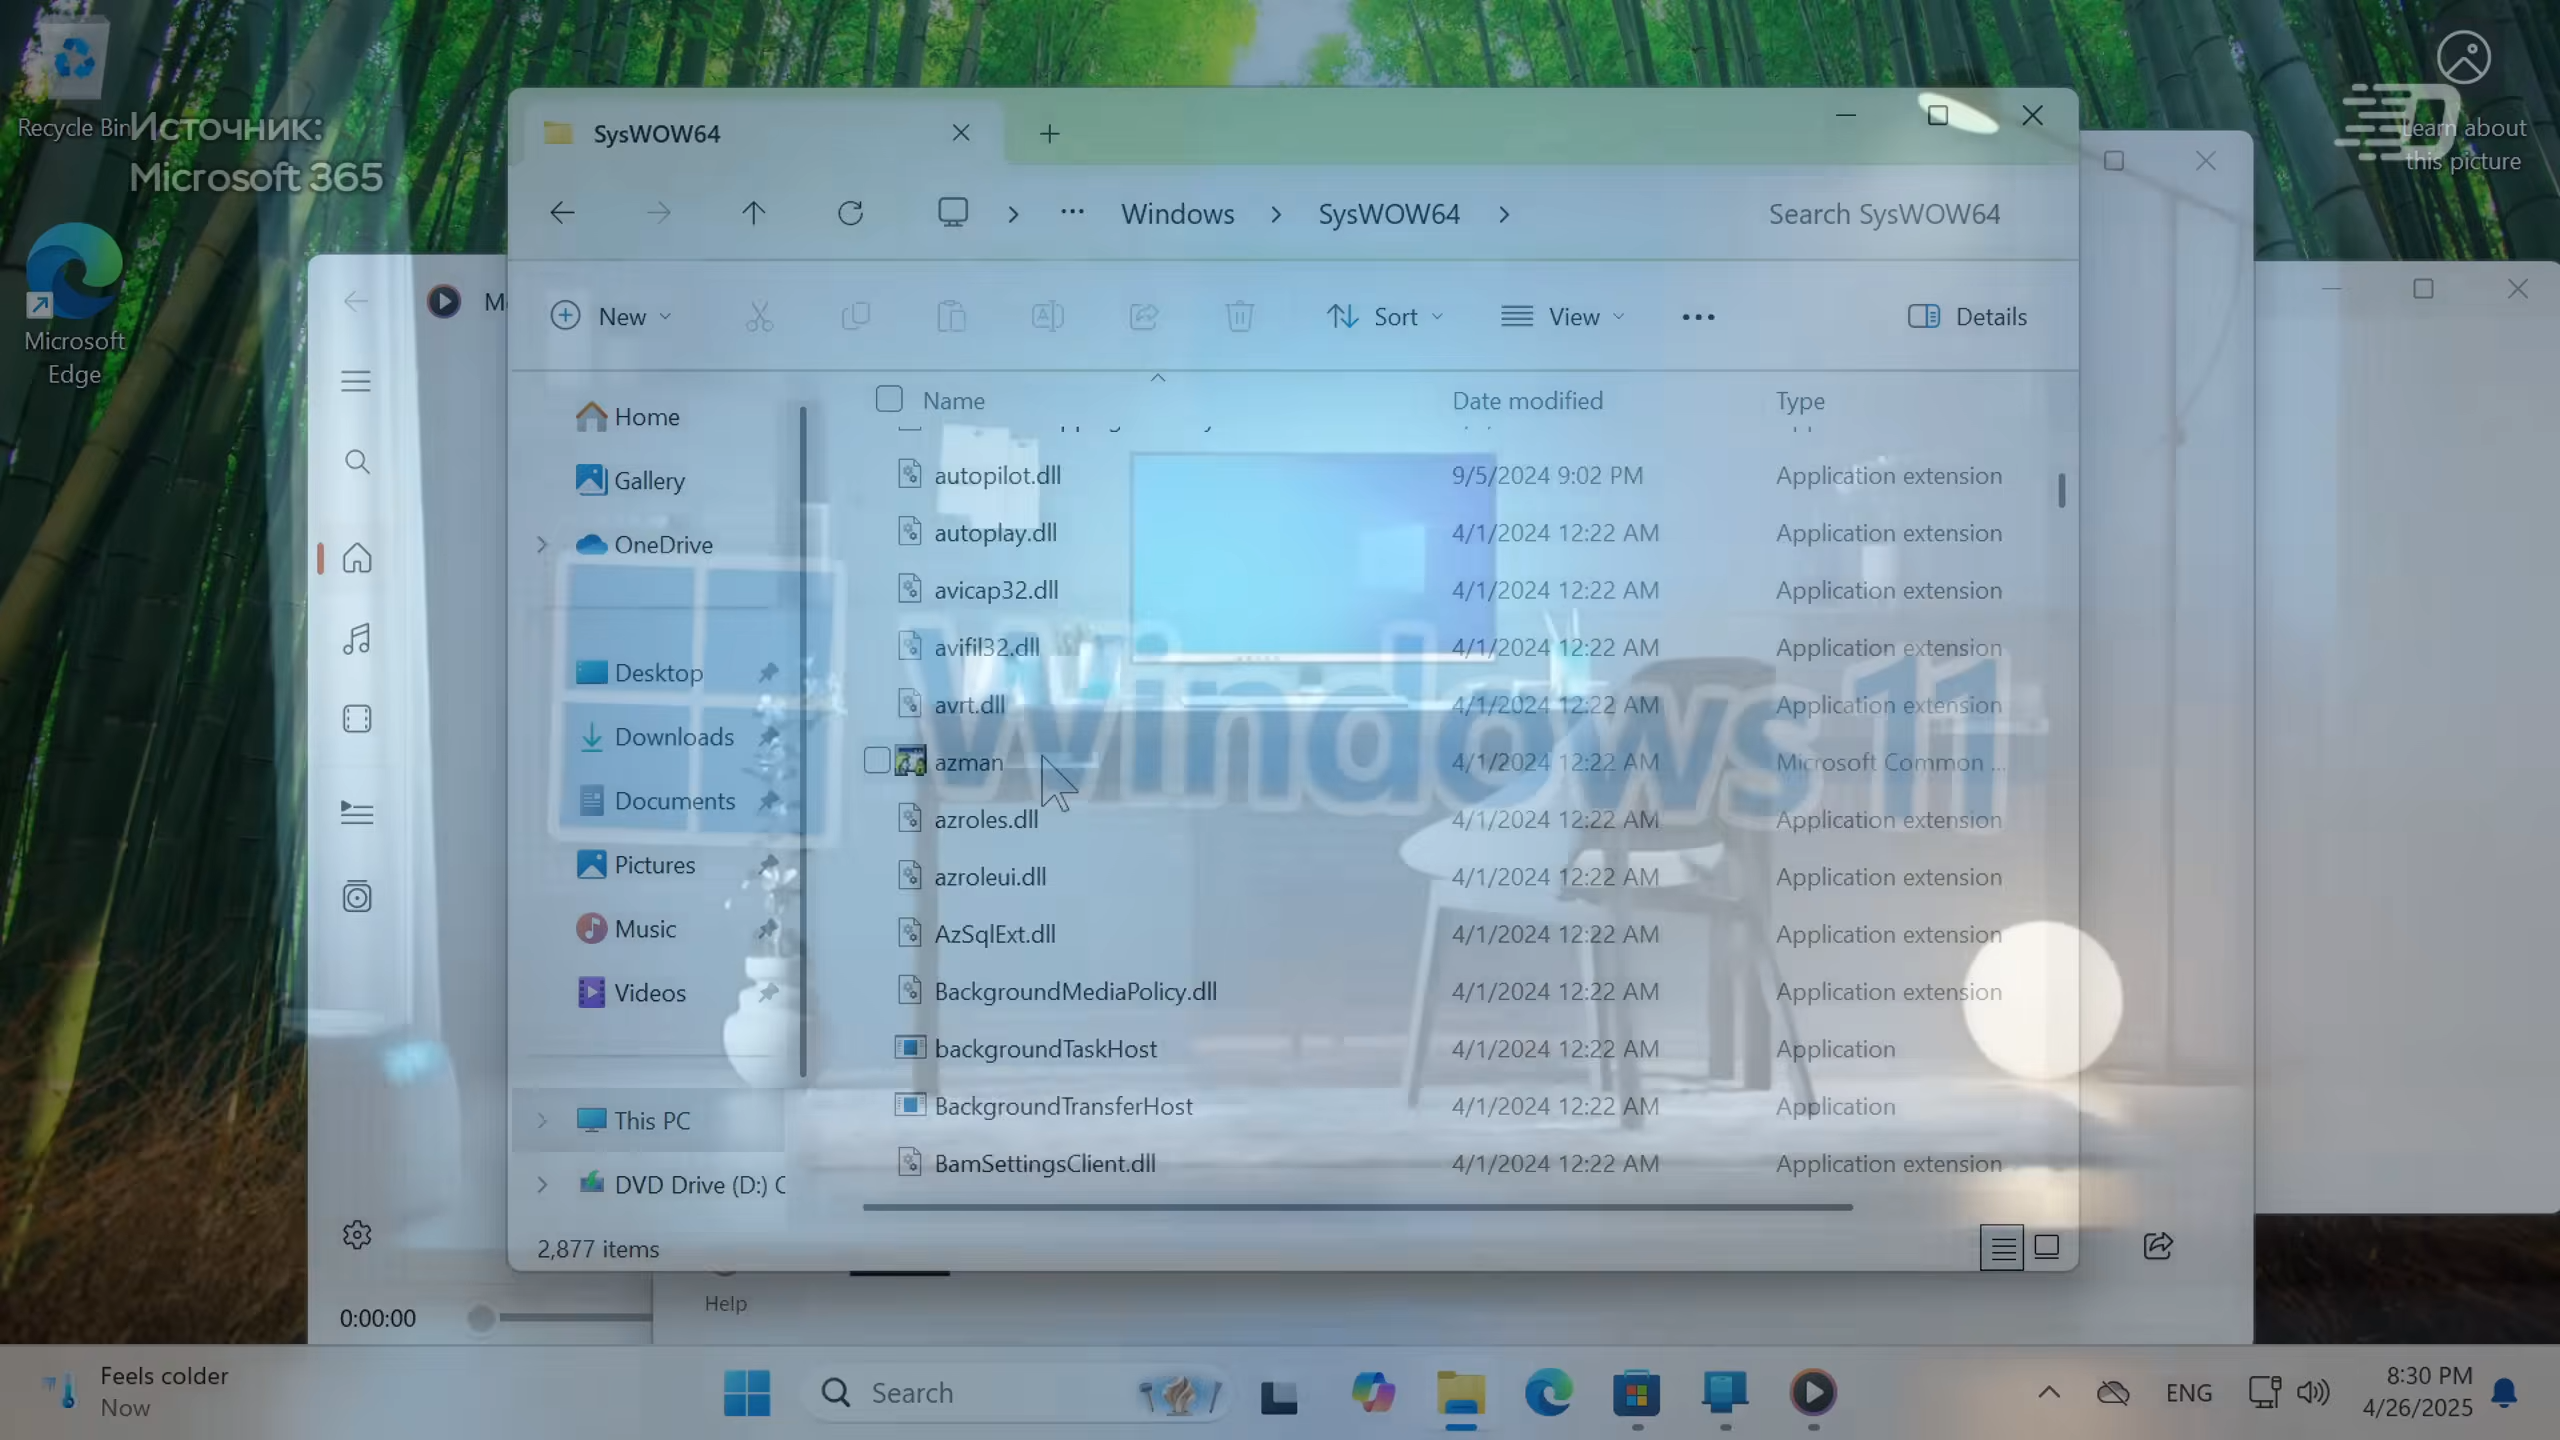 Recycle Bin
Источник:
Microsoft 365
Learn about
this picture
Microsoft
Edge
SysWOW64
Windows
SysWOW64
Search SysWOW64
New
Sort
View
Details
Home
Gallery
OneDrive
Desktop
Downloads
Documents
Pictures
Music
Videos
This PC
DVD Drive (D:) C
Name Date modified Type
autopilot.dll 9/5/2024 9:02 PM Application extension
autoplay.dll 4/1/2024 12:22 AM Application extension
avicap32.dll 4/1/2024 12:22 AM Application extension
avifil32.dll 4/1/2024 12:22 AM Application extension
avrt.dll 4/1/2024 12:22 AM Application extension
azman 4/1/2024 12:22 AM Microsoft Common ...
azroles.dll 4/1/2024 12:22 AM Application extension
azroleui.dll 4/1/2024 12:22 AM Application extension
AzSqlExt.dll 4/1/2024 12:22 AM Application extension
BackgroundMediaPolicy.dll 4/1/2024 12:22 AM Application extension
backgroundTaskHost 4/1/2024 12:22 AM Application
BackgroundTransferHost 4/1/2024 12:22 AM Application
BamSettingsClient.dll 4/1/2024 12:22 AM Application extension
Windows 11
2,877 items
Help
0:00:00
Feels colder
Now
Search
ENG
8:30 PM
4/26/2025